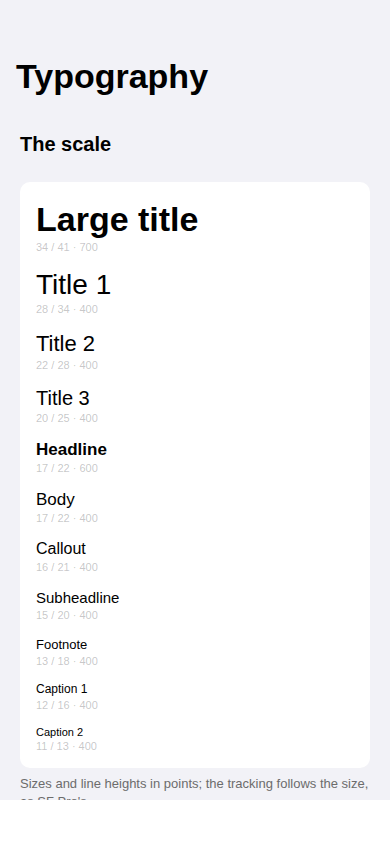 Typography
The scale
Large title
34 / 41 · 700
Title 1
28 / 34 · 400
Title 2
22 / 28 · 400
Title 3
20 / 25 · 400
Headline
17 / 22 · 600
Body
17 / 22 · 400
Callout
16 / 21 · 400
Subheadline
15 / 20 · 400
Footnote
13 / 18 · 400
Caption 1
12 / 16 · 400
Caption 2
11 / 13 · 400
Sizes and line heights in points; the tracking follows the size,